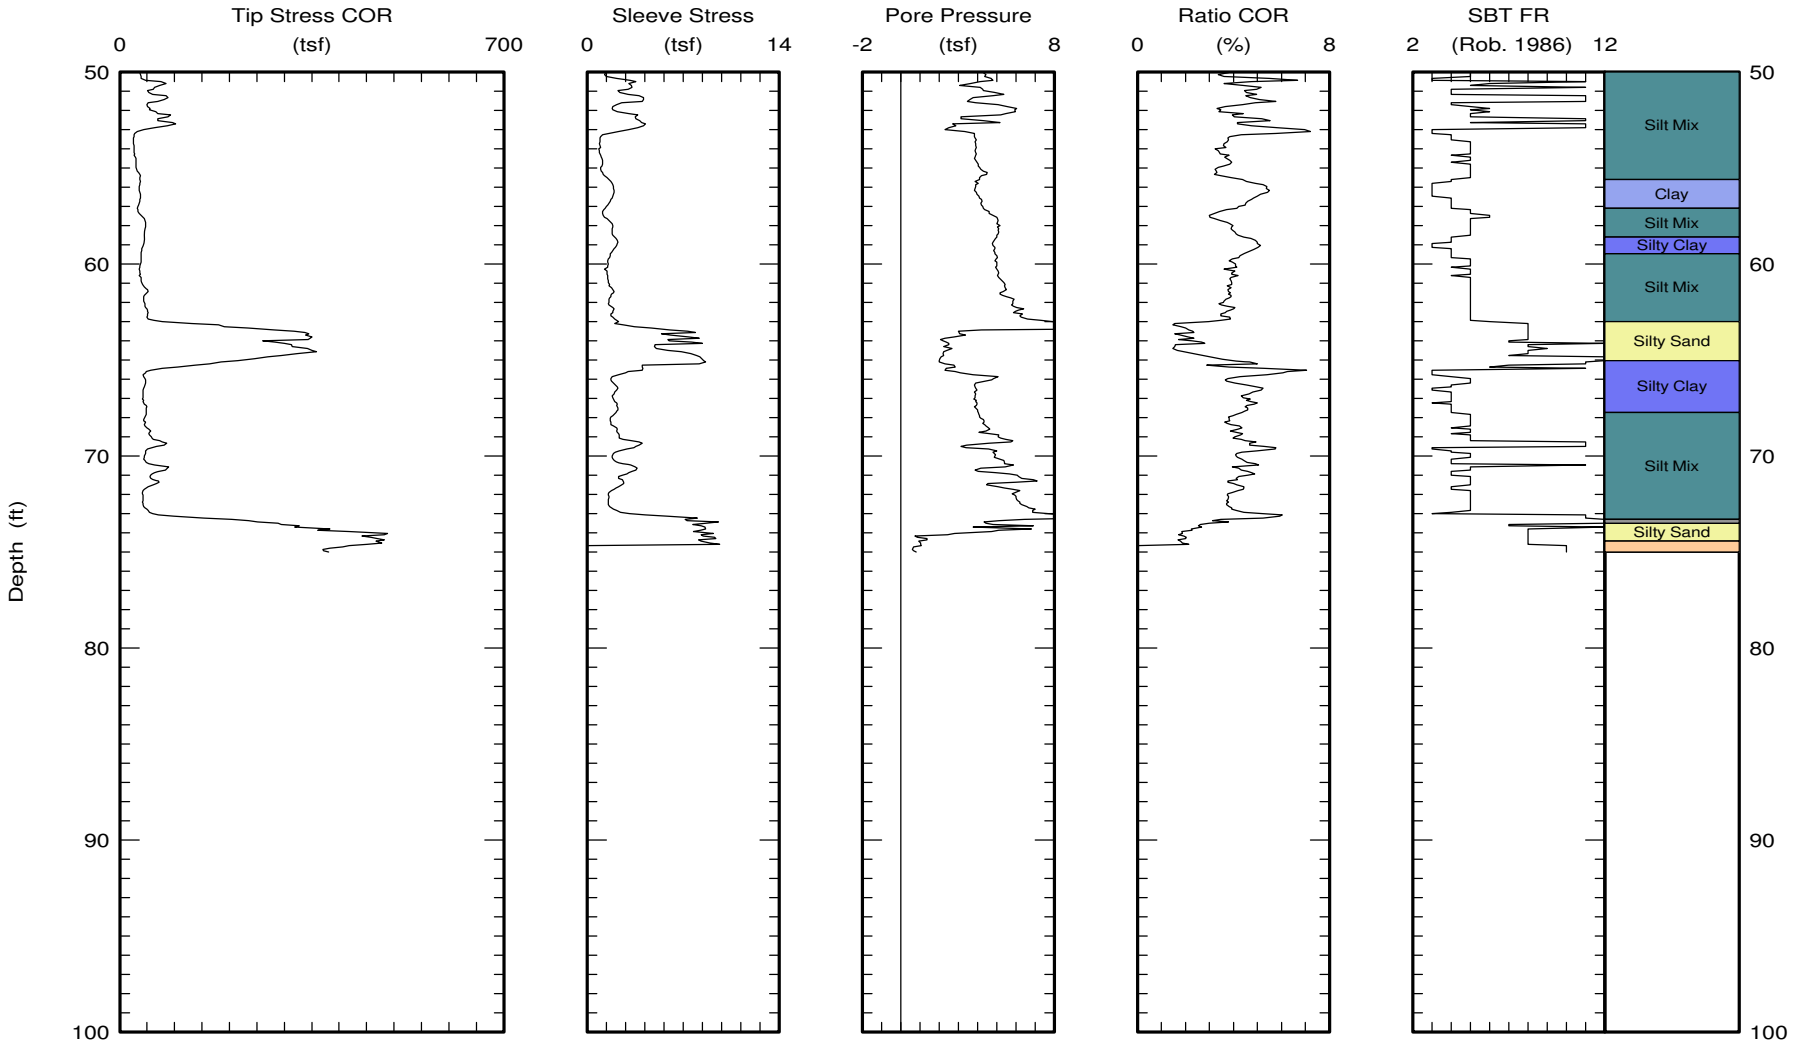 Tip Stress COR Sleeve Stress Pore Pressure Ratio COR SBT FR
0 (tsf) 700 0 (tsf) 14 -2 (tsf) 8 0 (%) 8 2 (Rob. 1986) 12
50 50
Silt Mix
Clay
Silt Mix
Silty Clay
60 60
Silt Mix
Silty Sand
Silty Clay
70 70
Silt Mix
Silty Sand
Depth (ft)
80 80
90 90
100 100